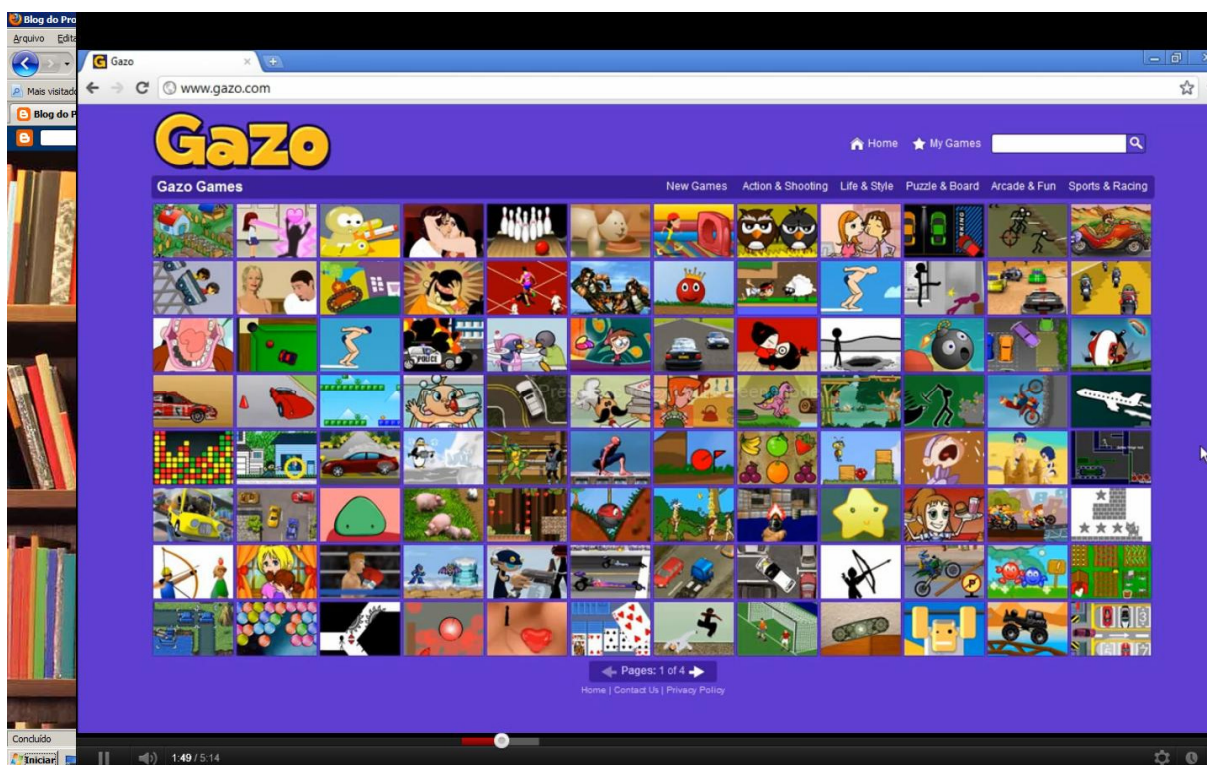 Blog do Pro
Arquivo Edita
Mais visitado
Blog do P
Gazo
www.gazo.com
Gazo
Home My Games
Gazo Games
New Games Action & Shooting Life & Style Puzzle & Board Arcade & Fun Sports & Racing
POLICE
Pages: 1 of 4
Home | Contact Us | Privacy Policy
Concluído
Iniciar
1:49 / 5:14